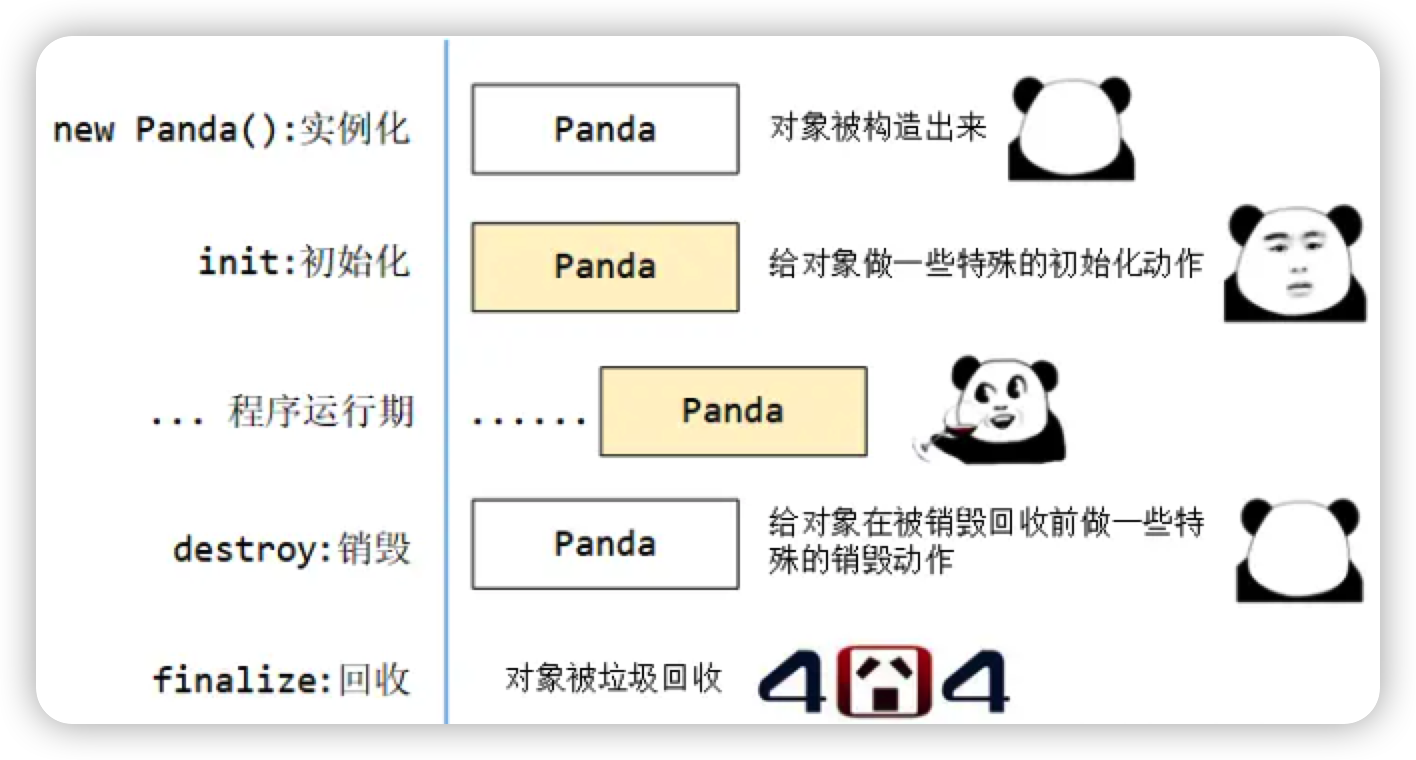 new Panda():实例化
Panda
对象被构造出来
init:初始化
Panda
给对象做一些特殊的初始化动作
... 程序运行期
......
Panda
destroy:销毁
Panda
给对象在被销毁回收前做一些特
殊的销毁动作
finalize:回收
对象被垃圾回收
4 4